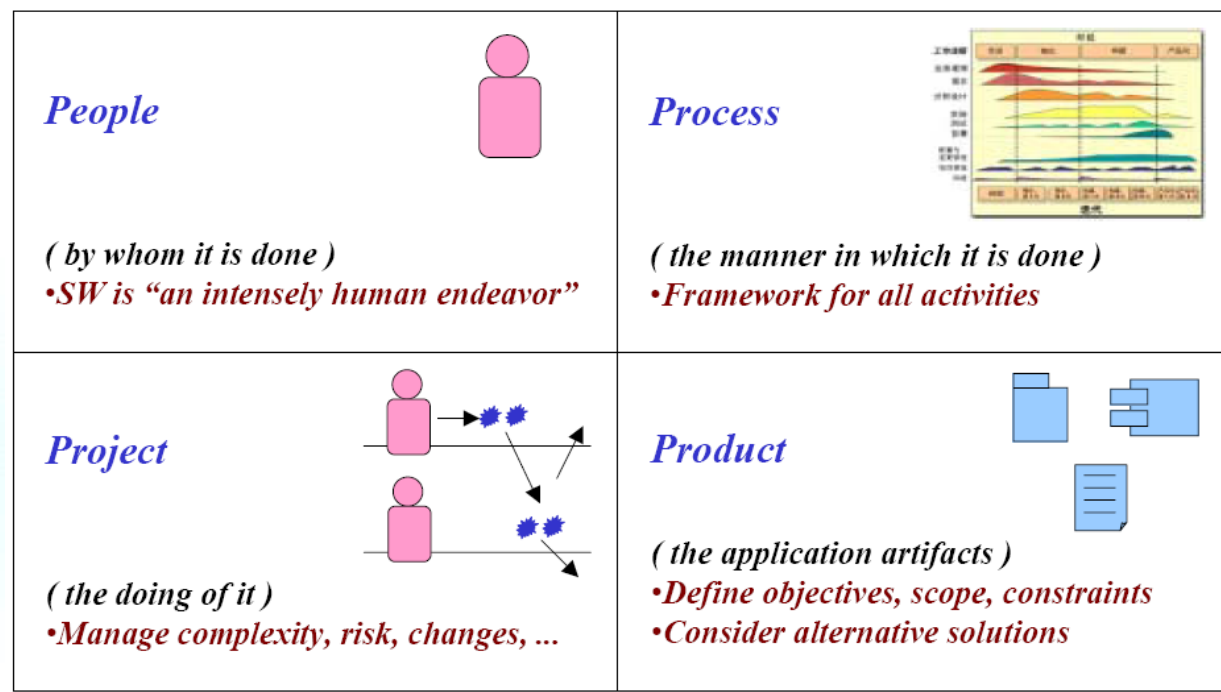 People
( by whom it is done )
•SW is “an intensely human endeavor”
Process
( the manner in which it is done )
•Framework for all activities
Project
( the doing of it )
•Manage complexity, risk, changes, ...
Product
( the application artifacts )
•Define objectives, scope, constraints
•Consider alternative solutions